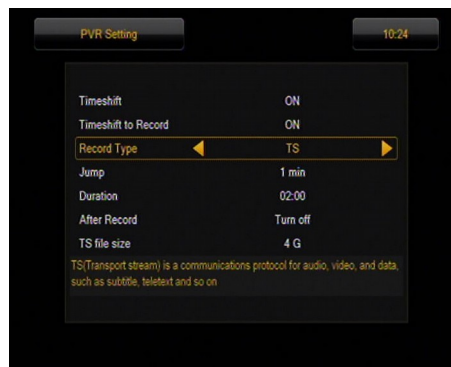 PVR Setting 10:24
Timeshift ON
Timeshift to Record ON
Record Type TS
Jump 1 min
Duration 02:00
After Record Turn off
TS file size 4 G
TS(Transport stream) is a communications protocol for audio, video, and data,
such as subtitle, teletext and so on